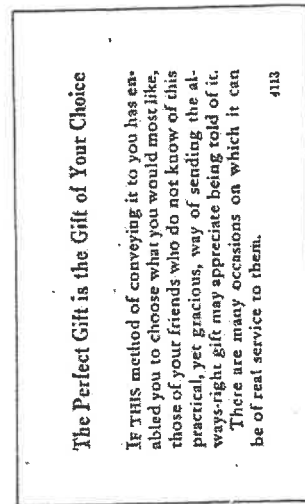 The Perfect Gift is the Gift of Your Choice
IF THIS method of conveying it to you has en-
abled you to choose what you would most like,
those of your friends who do not know of this
practical, yet gracious, way of sending the al-
ways-right gift may appreciate being told of it.
There are many occasions on which it can
be of real service to them.
4113